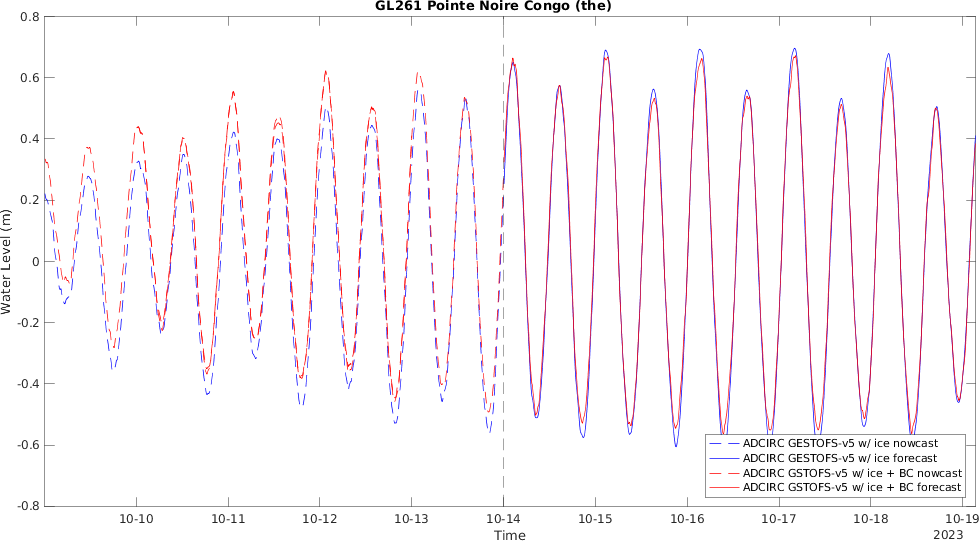 GL261 Pointe Noire Congo (the)
0.8
0.6
0.4
0.2
0
-0.2
-0.4
-0.6
-0.8
Water Level (m)
ADCIRC GESTOFS-v5 w/ ice nowcast
ADCIRC GESTOFS-v5 w/ ice forecast
ADCIRC GSTOFS-v5 w/ ice + BC nowcast
ADCIRC GSTOFS-v5 w/ ice + BC forecast
10-10 10-11 10-12 10-13 10-14 10-15 10-16 10-17 10-18 10-19
Time
2023